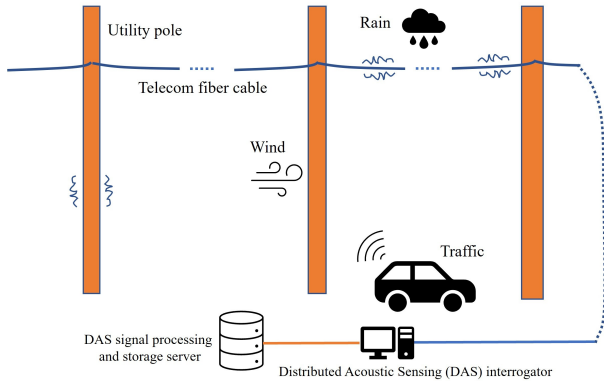 Rain
Utility pole
Telecom fiber cable
Wind
Traffic
DAS signal processing
and storage server
Distributed Acoustic Sensing (DAS) interrogator